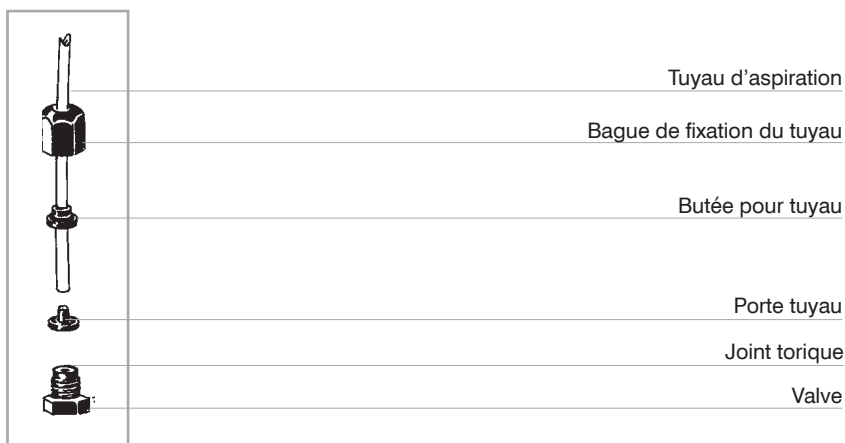 Tuyau d’aspiration
Bague de fixation du tuyau
Butée pour tuyau
Porte tuyau
Joint torique
Valve